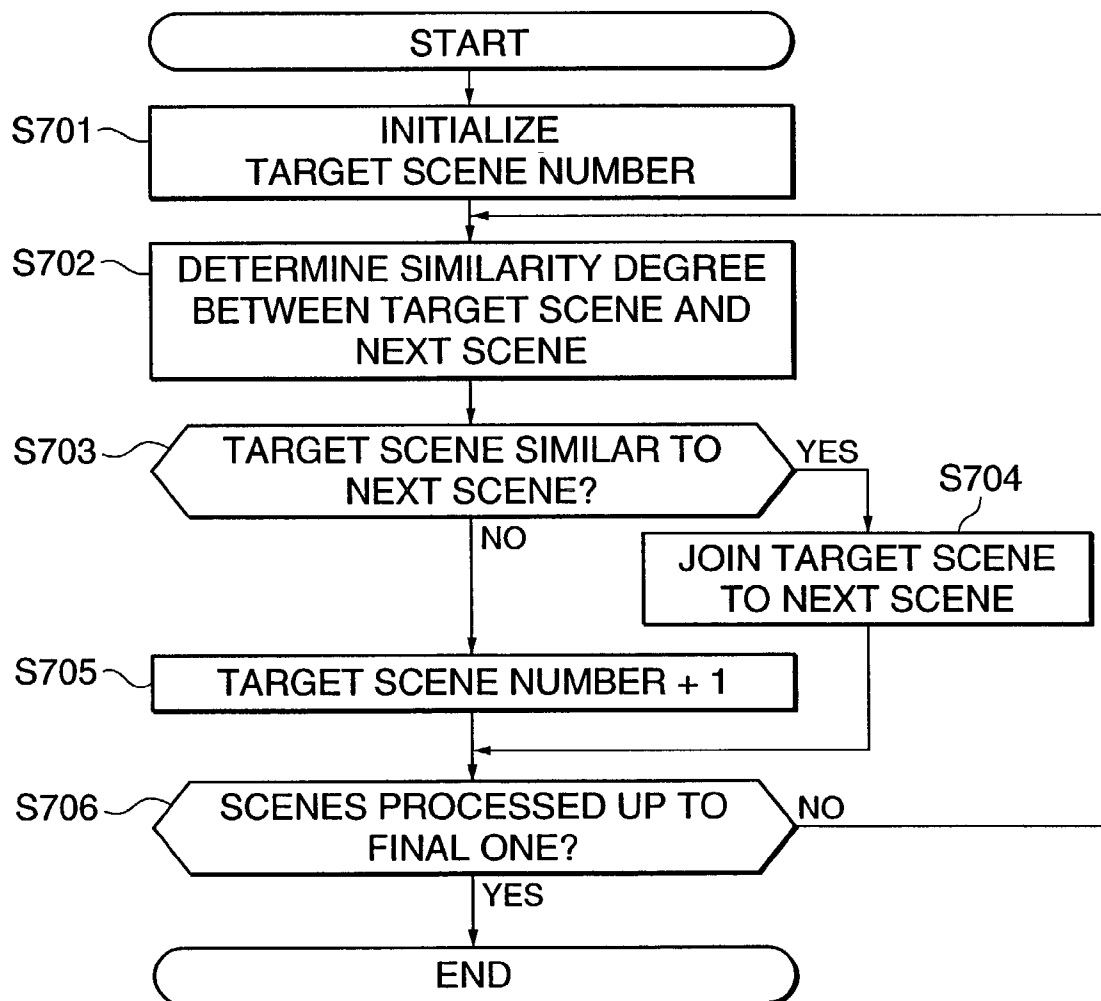 START
S701
INITIALIZE
TARGET SCENE NUMBER
S702
DETERMINE SIMILARITY DEGREE
BETWEEN TARGET SCENE AND
NEXT SCENE
S703
TARGET SCENE SIMILAR TO
NEXT SCENE?
YES
NO
S704
JOIN TARGET SCENE
TO NEXT SCENE
S705
TARGET SCENE NUMBER + 1
S706
SCENES PROCESSED UP TO
FINAL ONE?
NO
YES
END